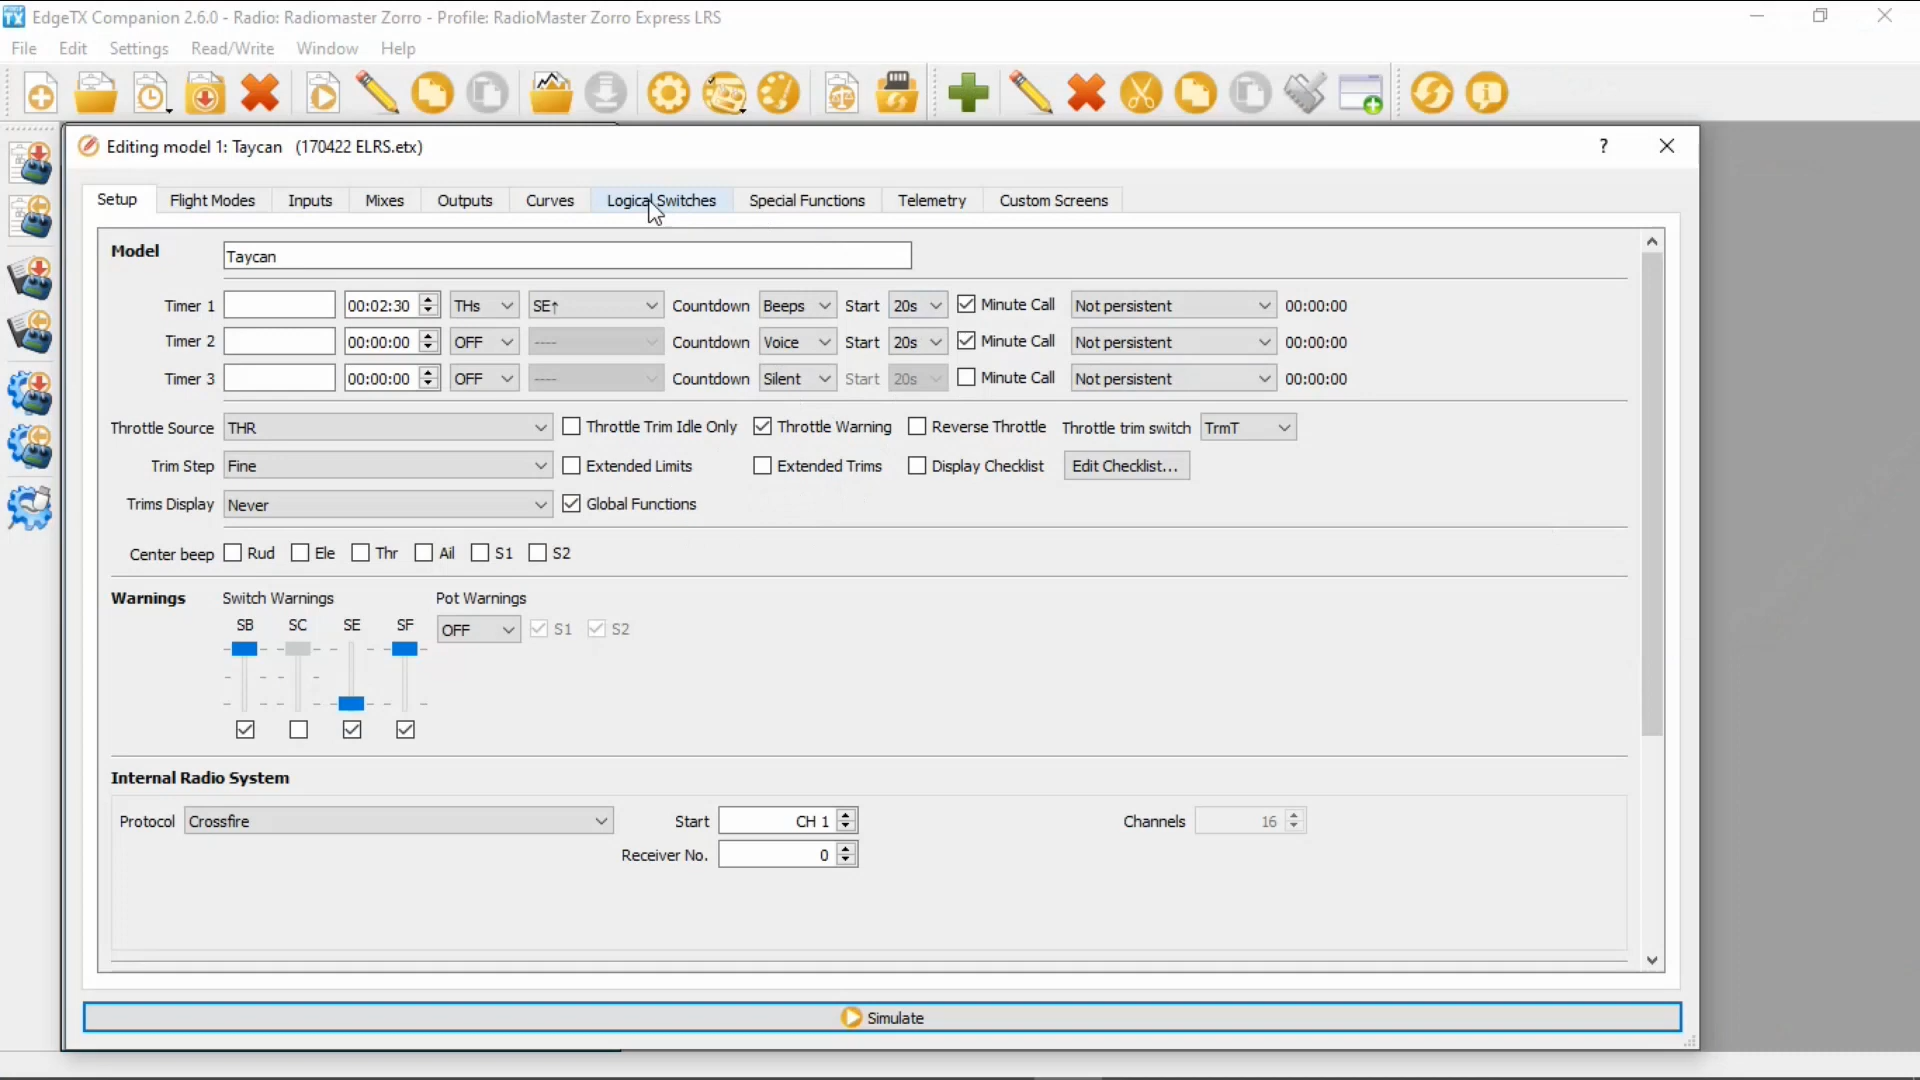 EdgeTX Companion 2.6.0 - Radio: Radiomaster Zorro - Profile: RadioMaster Zorro Express LRS
File Edit Settings Read/Write Window Help
Editing model 1: Taycan (170422 ELRS.etx) ?
Setup Flight Modes Inputs Mixes Outputs Curves Logical Switches Special Functions Telemetry Custom Screens
Model Taycan
Timer 1 00:02:30 THs SE↑ Countdown Beeps Start 20s Minute Call Not persistent 00:00:00
Timer 2 00:00:00 OFF ---- Countdown Voice Start 20s Minute Call Not persistent 00:00:00
Timer 3 00:00:00 OFF ---- Countdown Silent Start 20s Minute Call Not persistent 00:00:00
Throttle Source THR Throttle Trim Idle Only Throttle Warning Reverse Throttle Throttle trim switch TrmT
Trim Step Fine Extended Limits Extended Trims Display Checklist Edit Checklist...
Trims Display Never Global Functions
Center beep Rud Ele Thr Ail S1 S2
Warnings Switch Warnings Pot Warnings
SB SC SE SF OFF S1 S2
Internal Radio System
Protocol Crossfire Start CH 1 Channels 16
Receiver No. 0
Simulate